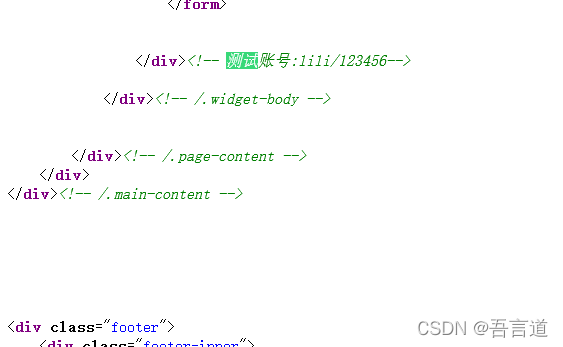 </form>
</div><!-- 测试账号:lili/123456-->
</div><!-- /.widget-body -->
</div><!-- /.page-content -->
</div>
</div><!-- /.main-content -->
<div class="footer">
<div class="footer-inner">
CSDN @吾言道